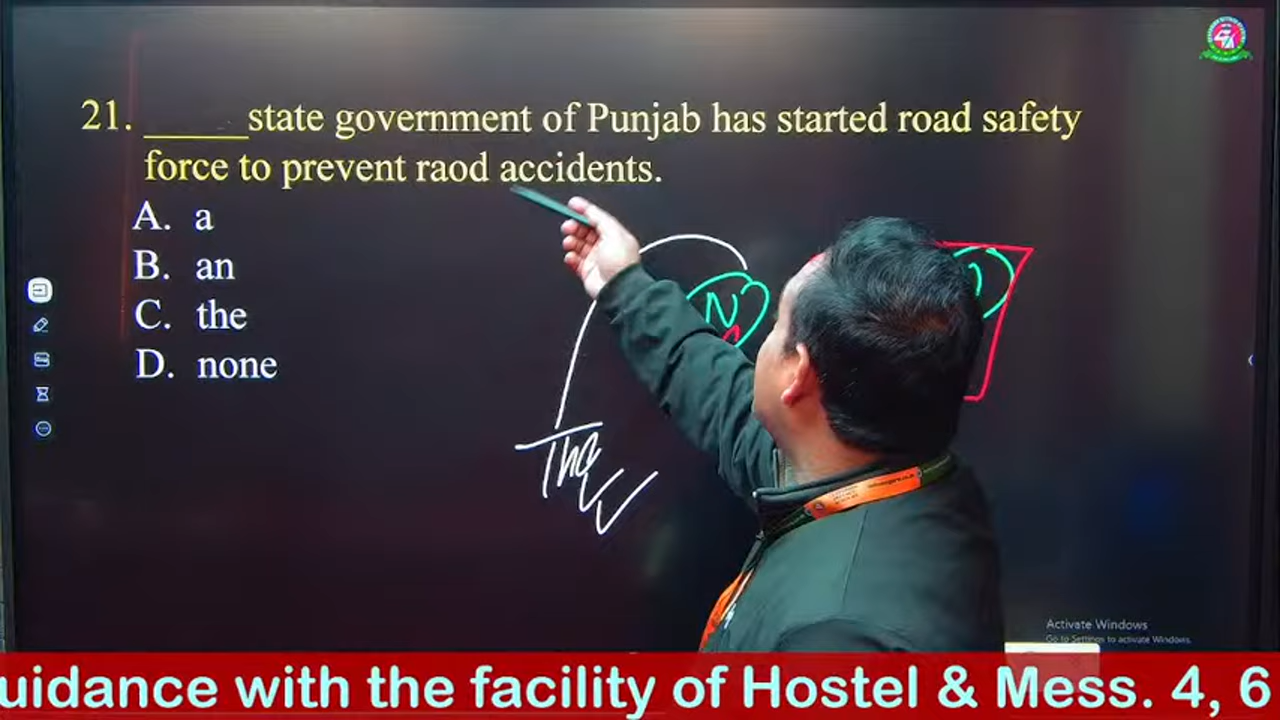 21. _____state government of Punjab has started road safety
force to prevent raod accidents.
A. a
B. an
C. the
D. none
N
The
Activate Windows
Go to Settings to activate Windows.
uidance with the facility of Hostel & Mess. 4, 6